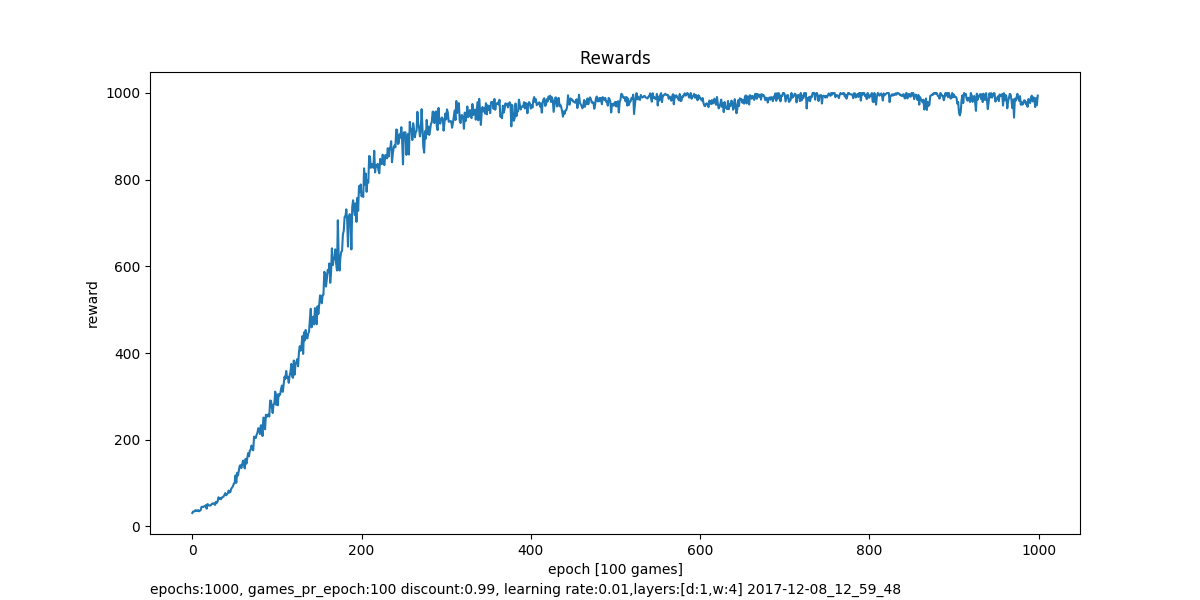 Rewards
1000
800
600
400
200
0
reward
0 200 400 600 800 1000
epoch [100 games]
epochs:1000, games_pr_epoch:100 discount:0.99, learning rate:0.01,layers:[d:1,w:4] 2017-12-08_12_59_48